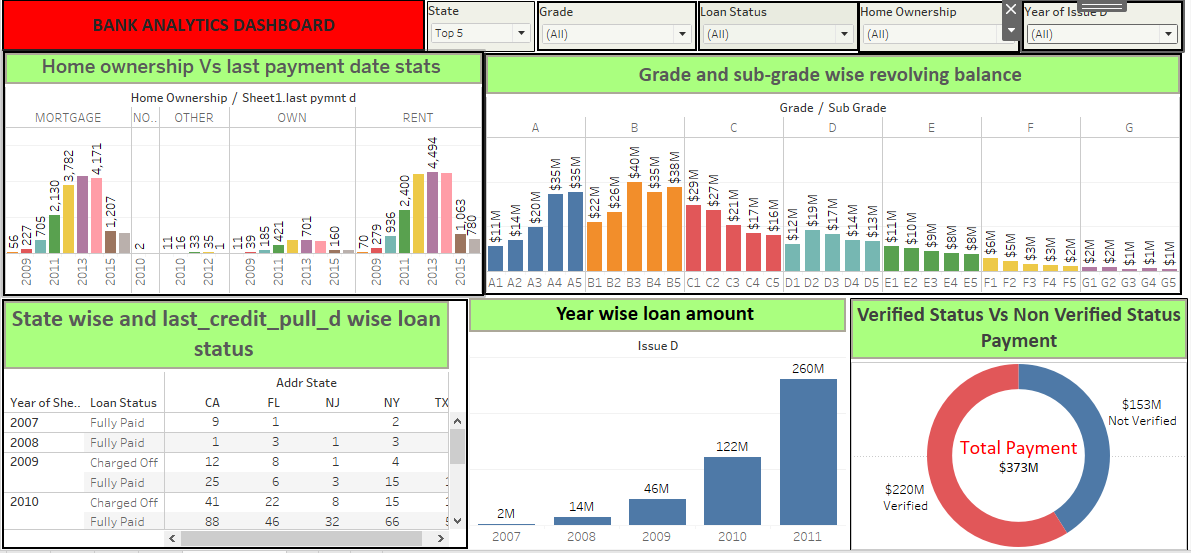 BANK ANALYTICS DASHBOARD
State
Top 5
Grade
(All)
Loan Status
(All)
Home Ownership
(All)
Year of Issue D
(All)
Home ownership Vs last payment date stats
Home Ownership / Sheet1.last pymnt d
MORTGAGE NO.. OTHER OWN RENT
56 227 705 2,130 3,782 4,171 1,207 2 11 16 33 35 1 11 39 185 421 701 160 70 279 936 2,400 4,494 1,063 780
2009 2011 2013 2015 2010 2010 2012 2009 2011 2013 2015 2009 2011 2013 2015
Grade and sub-grade wise revolving balance
Grade / Sub Grade
A B C D E F G
$11M $14M $20M $35M $35M $22M $26M $40M $35M $38M $29M $27M $21M $17M $16M $12M $19M $17M $14M $13M $11M $10M $9M $8M $8M $6M $5M $3M $3M $2M $2M $2M $1M $1M $1M
A1 A2 A3 A4 A5 B1 B2 B3 B4 B5 C1 C2 C3 C4 C5 D1 D2 D3 D4 D5 E1 E2 E3 E4 E5 F1 F2 F3 F4 F5 G1 G2 G3 G4 G5
State wise and last_credit_pull_d wise loan
status
Addr State
Year of She.. Loan Status CA FL NJ NY TX
2007 Fully Paid 9 1 2
2008 Fully Paid 1 3 1 3
2009 Charged Off 12 8 1 4
Fully Paid 25 6 3 15
2010 Charged Off 41 22 8 15
Fully Paid 88 46 32 66
Year wise loan amount
Issue D
2M 14M 46M 122M 260M
2007 2008 2009 2010 2011
Verified Status Vs Non Verified Status
Payment
$153M
Not Verified
Total Payment
$373M
$220M
Verified